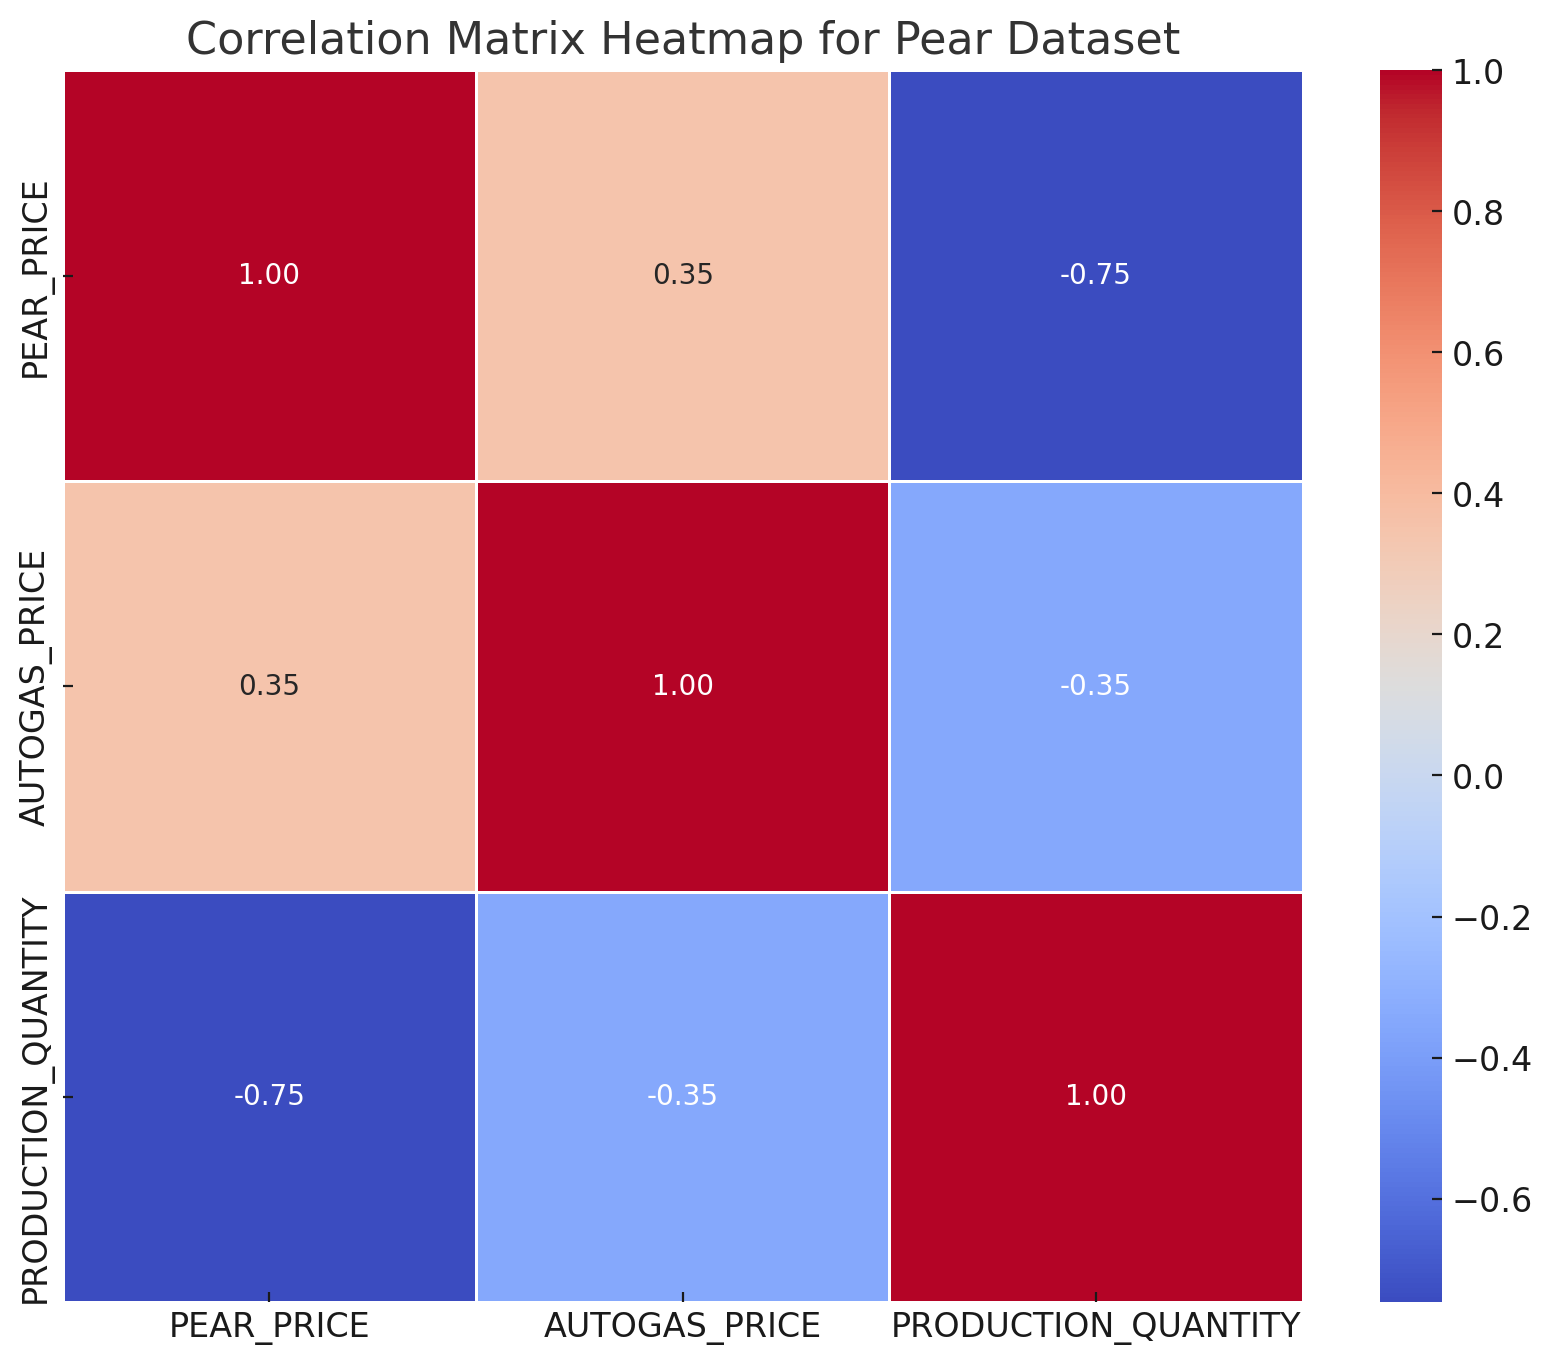 Correlation Matrix Heatmap for Pear Dataset
PEAR_PRICE
1.00
0.35
-0.75
AUTOGAS_PRICE
0.35
1.00
-0.35
PRODUCTION_QUANTITY
-0.75
-0.35
1.00
PEAR_PRICE
AUTOGAS_PRICE
PRODUCTION_QUANTITY
1.0
0.8
0.6
0.4
0.2
0.0
−0.2
−0.4
−0.6